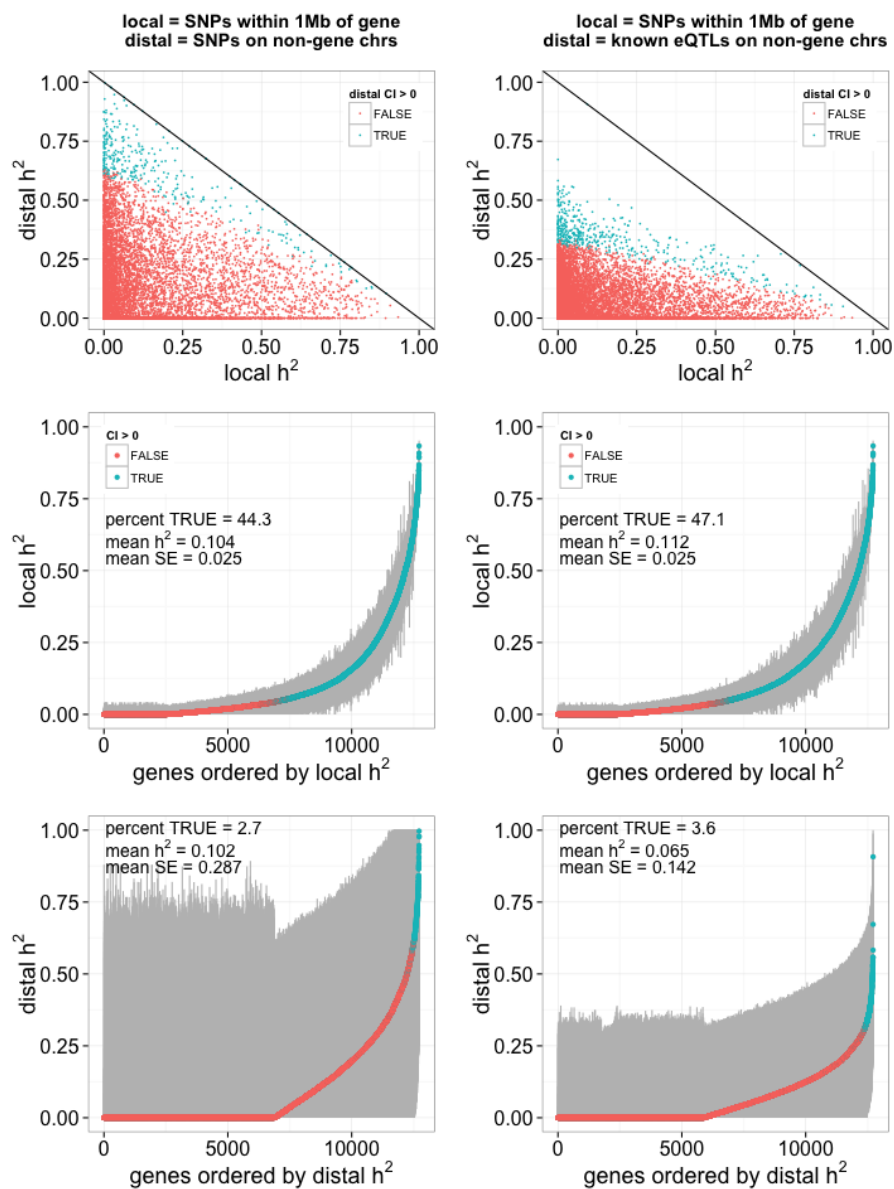 local = SNPs within 1Mb of gene
distal = SNPs on non-gene chrs
local = SNPs within 1Mb of gene
distal = known eQTLs on non-gene chrs
1.00
0.75
0.50
0.25
0.00
distal h²
distal CI > 0
FALSE
TRUE
0.00 0.25 0.50 0.75 1.00
local h²
1.00
0.75
0.50
0.25
0.00
distal h²
distal CI > 0
FALSE
TRUE
0.00 0.25 0.50 0.75 1.00
local h²
1.00
0.75
0.50
0.25
0.00
local h²
CI > 0
FALSE
TRUE
percent TRUE = 44.3
mean h² = 0.104
mean SE = 0.025
0 5000 10000
genes ordered by local h²
1.00
0.75
0.50
0.25
0.00
local h²
CI > 0
FALSE
TRUE
percent TRUE = 47.1
mean h² = 0.112
mean SE = 0.025
0 5000 10000
genes ordered by local h²
1.00
0.75
0.50
0.25
0.00
distal h²
percent TRUE = 2.7
mean h² = 0.102
mean SE = 0.287
0 5000 10000
genes ordered by distal h²
1.00
0.75
0.50
0.25
0.00
distal h²
percent TRUE = 3.6
mean h² = 0.065
mean SE = 0.142
0 5000 10000
genes ordered by distal h²